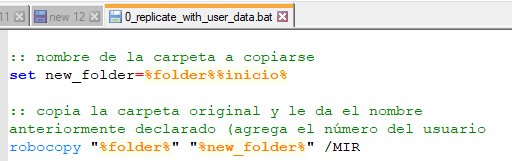 11
new 12
0_replicate_with_user_data.bat
:: nombre de la carpeta a copiarse
set new_folder=%folder%%inicio%
:: copia la carpeta original y le da el nombre
anteriormente declarado (agrega el número del usuario
robocopy "%folder%" "%new_folder%" /MIR